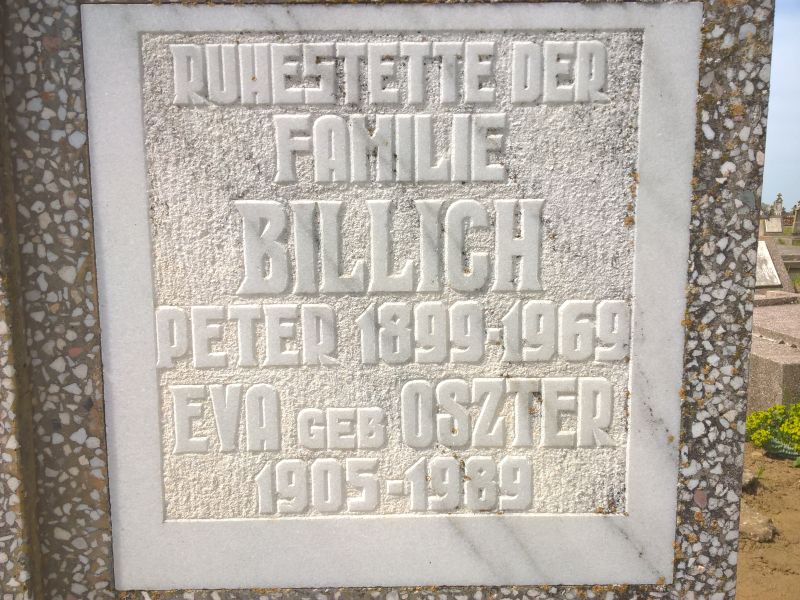 RUHESTETTE DER
FAMILIE
BILLICH
PETER 1899-1969
EVA GEB OSZTER
1905-1989